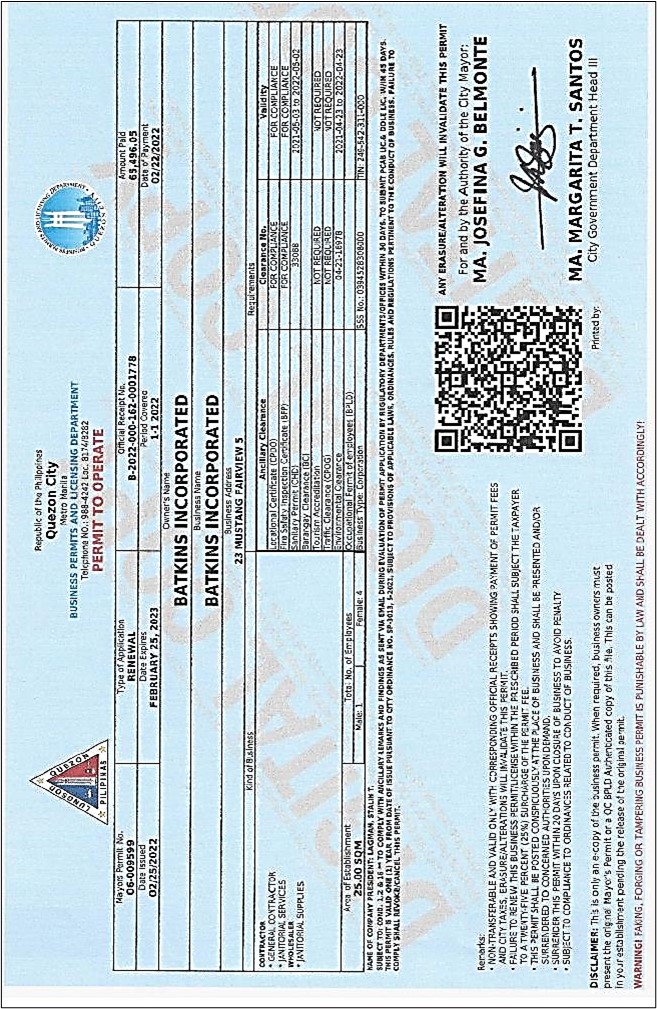 Republic of the Philippines
Quezon City
Metro Manila
BUSINESS PERMITS AND LICENSING DEPARTMENT
Telephone NO.: 988-4242 Loc. 8174/8282
PERMIT TO OPERATE
LUNGSOD QUEZON
PILIPINAS
Mayors Permit No. Type of Application Official Receipt No. Amount Paid
06-009599 RENEWAL B-2022-000-162-0001778 65,496.05
Date Issued Date Expires Period Covered Date of Payment
02/25/2022 FEBRUARY 25, 2023 1-1 2022 02/22/2022
Owner's Name
BATKINS INCORPORATED
Business Name
BATKINS INCORPORATED
Business Address
23 MUSTANG FAIRVIEW 5
Kind of Business Requirements
CONTRACTOR
* GENERAL CONTRACTOR
* JANITORIAL SERVICES
WHOLESALER
* JANITORIAL SUPPLIES
Ancillary Clearance Clearance No. Validity
Locational Certificate (CPDO) FOR COMPLIANCE FOR COMPLIANCE
Fire Safety Inspection Certificate (BFP) FOR COMPLIANCE FOR COMPLIANCE
Sanitary Permit (CHD) 33088 2021-05-03 to 2022-05-02
Barangay Clearance (BC)
Tourism Accreditation NOT REQUIRED NOT REQUIRED
Traffic Clearance (CPOG) NOT REQUIRED NOT REQUIRED
Environmental Clearance 04-21-16978 2021-04-23 to 2022-04-23
Occupational Permit of employees (BPLD)
Area of Establishment Total No. of Employees
25.00 SQM Male: 1 Female: 4
Business Type: Corporation SSS No.: 0394528309000 TIN: 246-542-311-000
NAME OF COMPANY PRESIDENT: LAGMAN, STALIN T.
SUBJECT TO: COND. 1,2 & 16 ** TO COMPLY WITH ANCILLARY REMARKS AND FINDINGS AS SENT VIA EMAIL DURING EVALUATION OF PERMIT APPLICATION BY REGULATORY DEPARTMENTS/OFFICES WITHIN 30 DAYS. TO SUBMIT PCAB LIC.& DOLE LIC. W/IN 45 DAYS.
THIS PERMIT IS VALID ONE (1) YEAR FROM DATE OF ISSUE PURSUANT TO CITY ORDINANCE NO. SP-3013, S-2021, SUBJECT TO PROVISIONS OF APPLICABLE LAWS, ORDINANCES, RULES AND REGULATIONS PERTINENT TO THE CONDUCT OF BUSINESS. FAILURE TO
COMPLY SHALL REVOKE/CANCEL THIS PERMIT.
Remarks:
• NON-TRANSFERABLE AND VALID ONLY WITH CORRESPONDING OFFICIAL RECEIPTS SHOWING PAYMENT OF PERMIT FEES
AND CITY TAXES, ERASURE/ALTERATIONS WILL INVALIDATE THIS PERMIT.
• FAILURE TO RENEW THIS BUSINESS PERMIT/LICENSE WITHIN THE PRESCRIBED PERIOD SHALL SUBJECT THE TAXPAYER
TO A TWENTY-FIVE PERCENT (25%) SURCHARGE OF THE PERMIT FEE.
• THIS PERMIT SHALL BE POSTED CONSPICUOUSLY AT THE PLACE OF BUSINESS AND SHALL BE PRESENTED AND/OR
SURRENDERED TO CONCERNED AUTHORITIES UPON DEMAND.
• SURRENDER THIS PERMIT WITHIN 20 DAYS UPON CLOSURE OF BUSINESS TO AVOID PENALTY
• SUBJECT TO COMPLIANCE TO ORDINANCES RELATED TO CONDUCT OF BUSINESS.
ANY ERASURE/ALTERATION WILL INVALIDATE THIS PERMIT
For and by the Authority of the City Mayor:
MA. JOSEFINA G. BELMONTE
MA. MARGARITA T. SANTOS
City Government Department Head III
Printed by:
DISCLAIMER: This is only an e-copy of the business permit. When required, business owners must
present the original Mayor's Permit or a QC BPLD Authenticated copy of this file. This can be posted
in your establishment pending the release of the original permit.
WARNING! FAKING, FORGING OR TAMPERING BUSINESS PERMIT IS PUNISHABLE BY LAW AND SHALL BE DEALT WITH ACCORDINGLY!